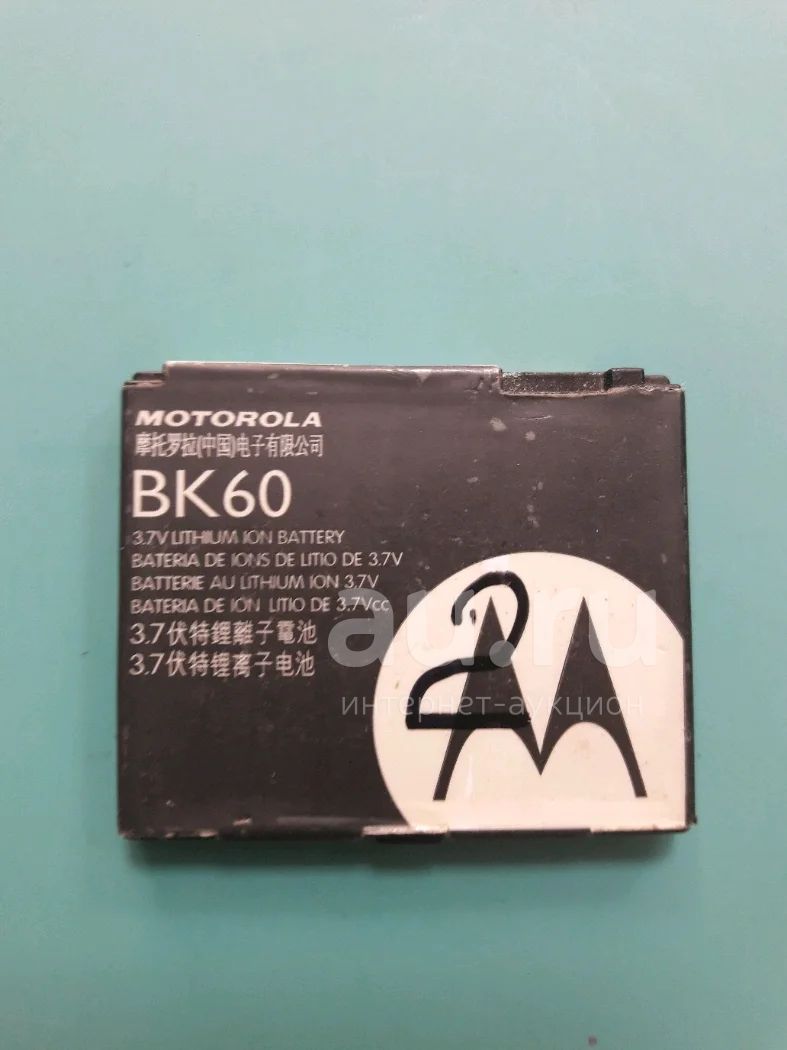 MOTOROLA
摩托罗拉(中国)电子有限公司
BK60
3.7V LITHIUM ION BATTERY
BATERIA DE IONS DE LITIO DE 3.7V
BATTERIE AU LITHIUM ION 3.7V
BATERIA DE ION LITIO DE 3.7Vcc
3.7伏特鋰離子電池
3.7伏特锂离子电池
2
au.ru
интернет-аукцион